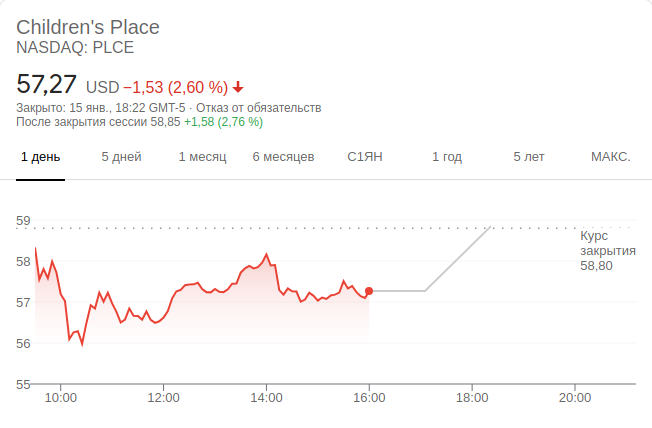 Children's Place
NASDAQ: PLCE
57,27 USD −1,53 (2,60 %)
Закрыто: 15 янв., 18:22 GMT-5 · Отказ от обязательств
После закрытия сессии 58,85 +1,58 (2,76 %)
1 день 5 дней 1 месяц 6 месяцев С1ЯН 1 год 5 лет МАКС.
59
Курс
закрытия
58,80
58
57
56
55
10:00 12:00 14:00 16:00 18:00 20:00